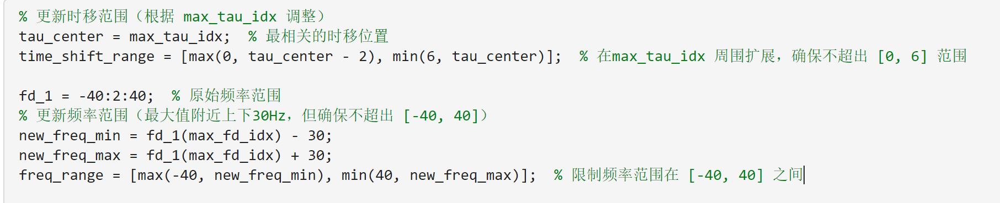 % 更新时移范围（根据 max_tau_idx 调整）
tau_center = max_tau_idx;  % 最相关的时移位置
time_shift_range = [max(0, tau_center - 2), min(6, tau_center)];  % 在max_tau_idx 周围扩展，确保不超出 [0, 6] 范围
fd_1 = -40:2:40;  % 原始频率范围
% 更新频率范围（最大值附近上下30Hz，但确保不超出 [-40, 40]）
new_freq_min = fd_1(max_fd_idx) - 30;
new_freq_max = fd_1(max_fd_idx) + 30;
freq_range = [max(-40, new_freq_min), min(40, new_freq_max)];  % 限制频率范围在 [-40, 40] 之间